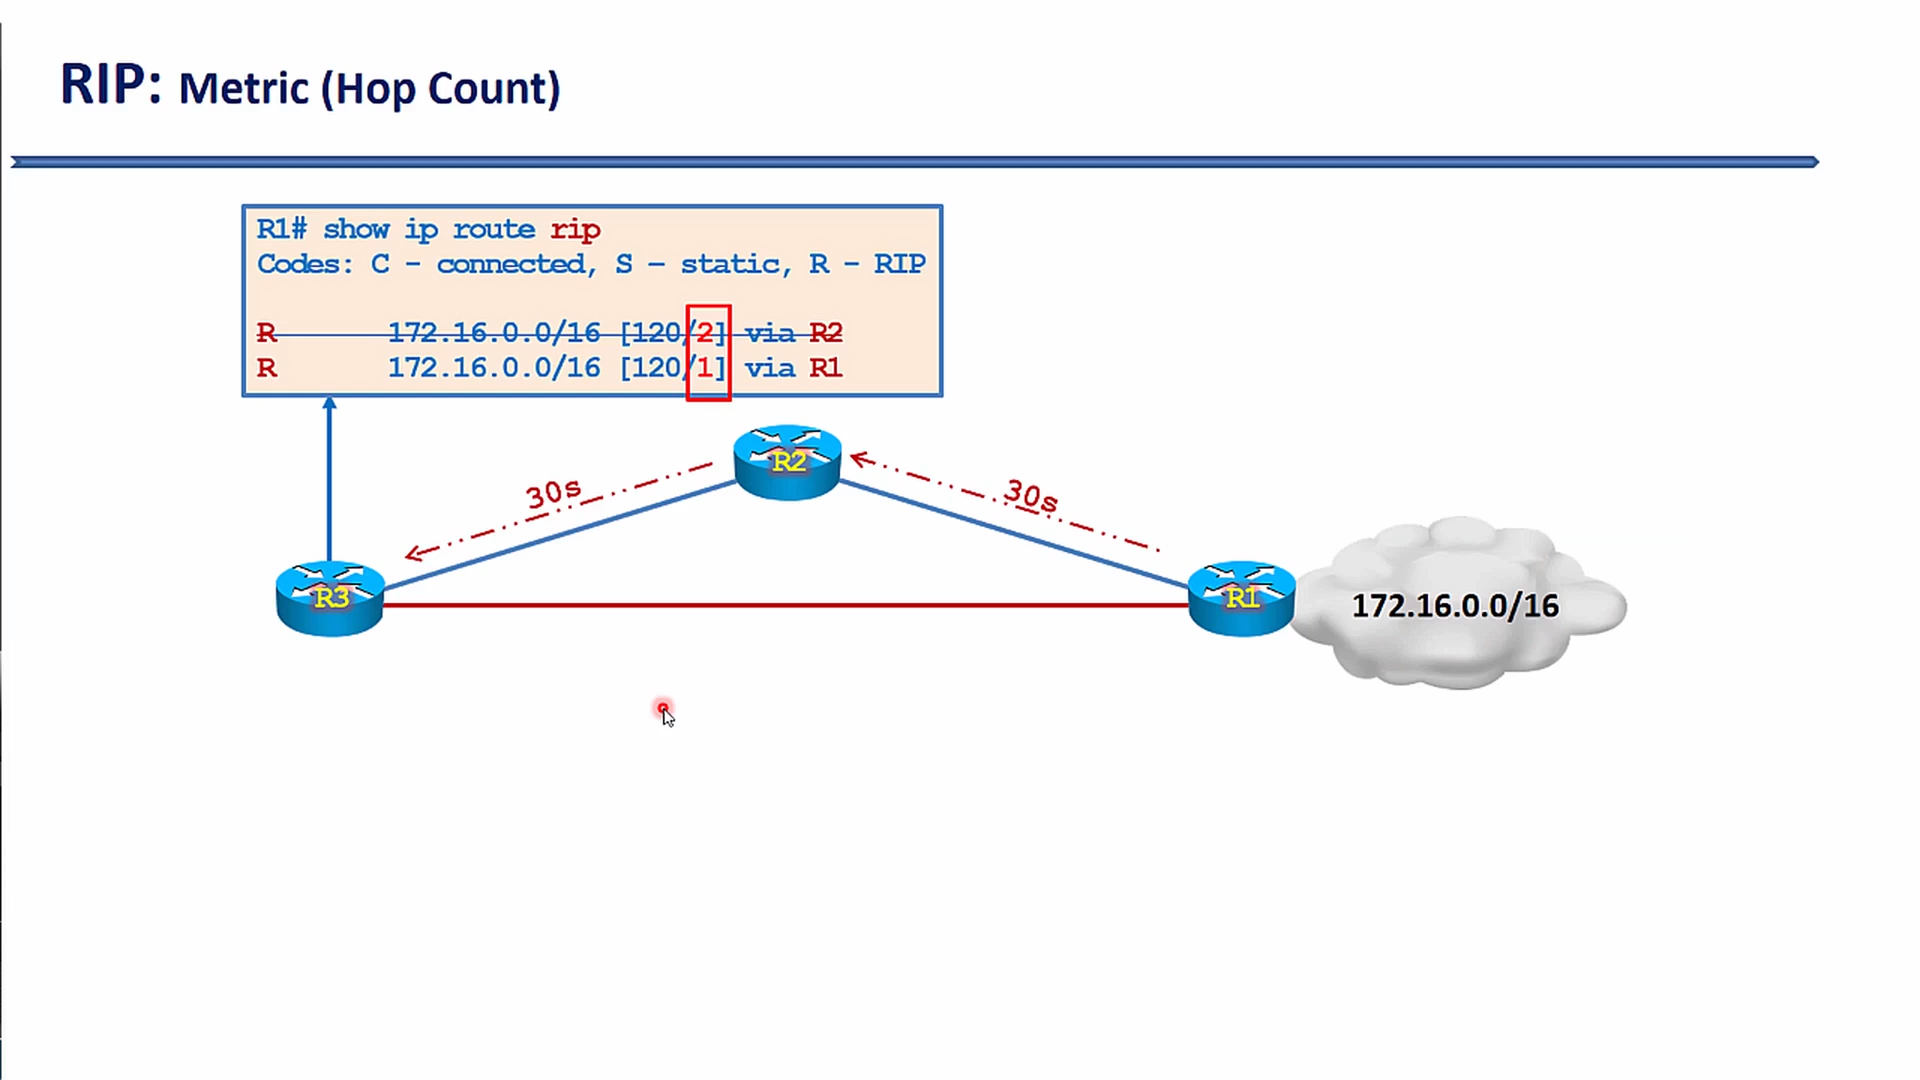 RIP: Metric (Hop Count)
R1# show ip route rip
Codes: C - connected, S – static, R - RIP
R 172.16.0.0/16 [120/2] via R2
R 172.16.0.0/16 [120/1] via R1
R2
30s
30s
R3
R1
172.16.0.0/16